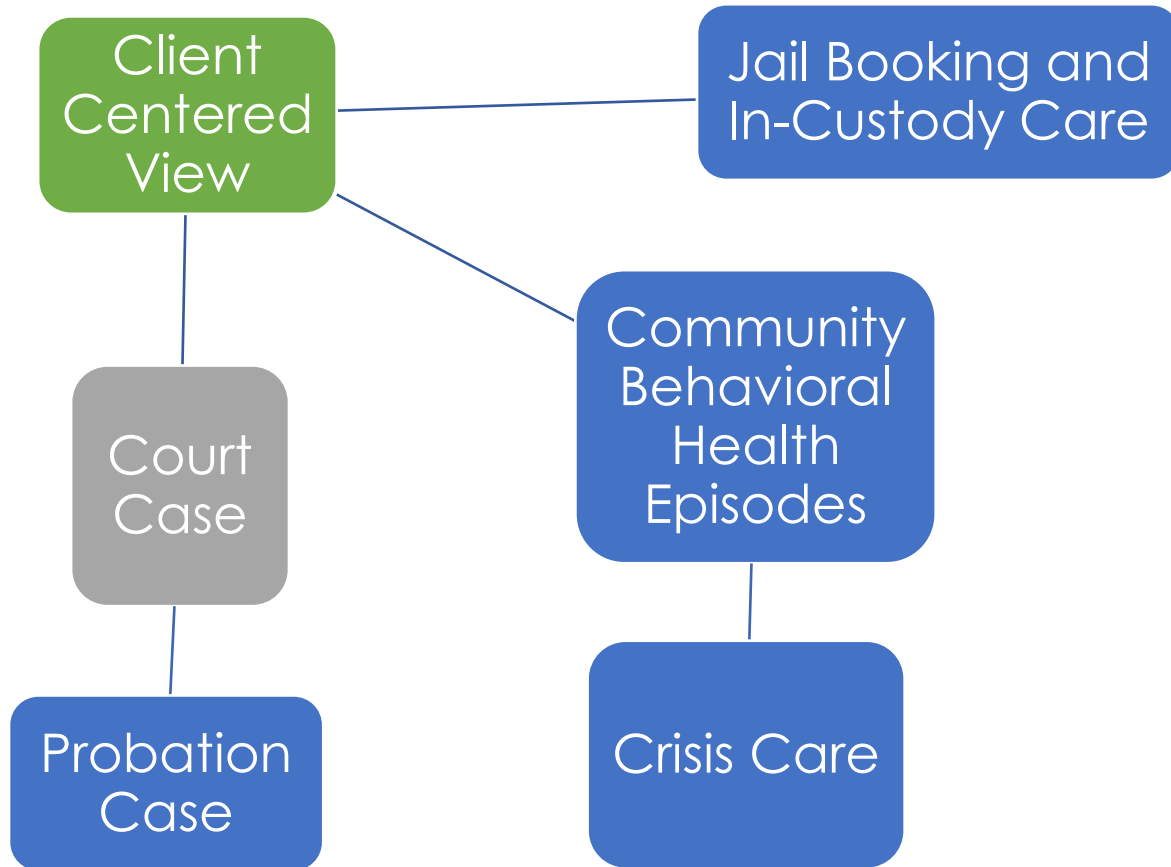 Client
Centered
View
Jail Booking and
In-Custody Care
Community
Behavioral
Health
Episodes
Court
Case
Probation
Case
Crisis Care